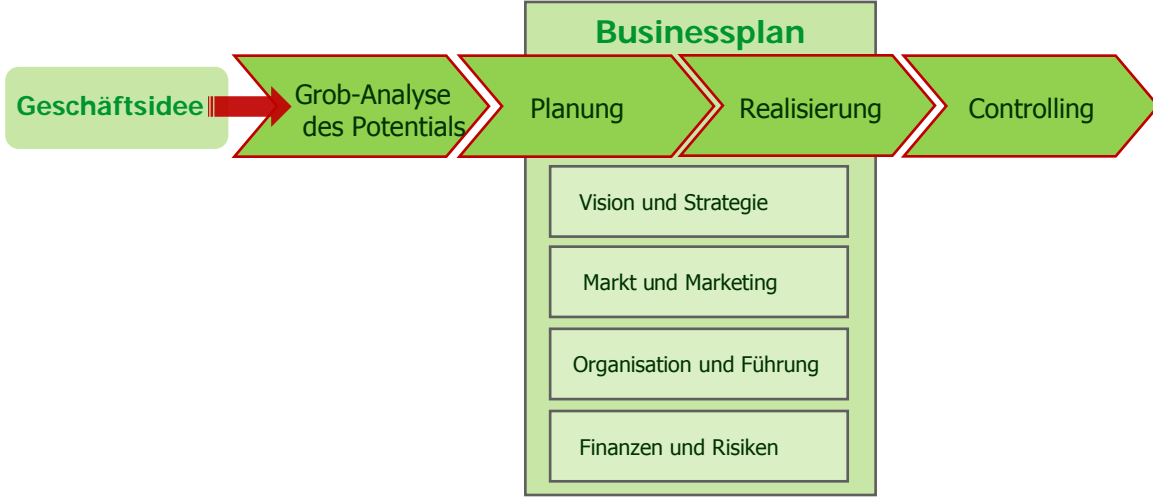 Businessplan
Geschäftsidee
Grob-Analyse
des Potentials
Planung
Realisierung
Controlling
Vision und Strategie
Markt und Marketing
Organisation und Führung
Finanzen und Risiken